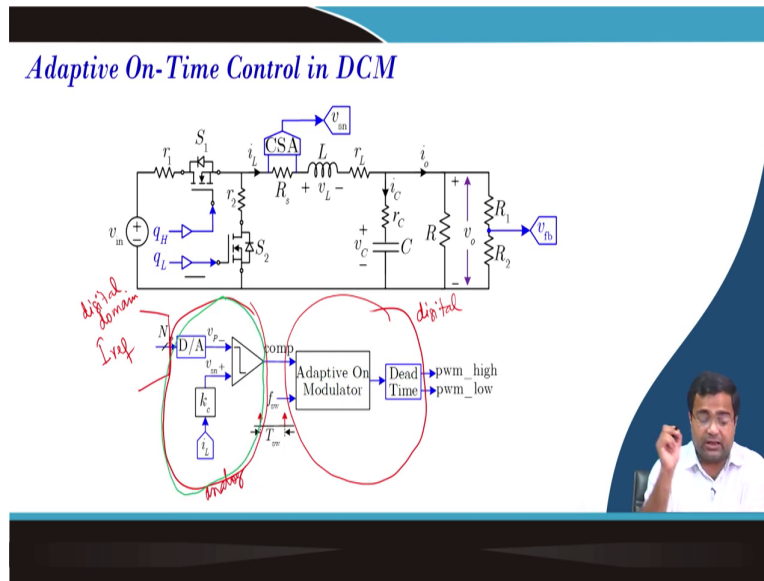 Adaptive On-Time Control in DCM
v_sn
S_1
CSA
r_1
i_L
L
r_L
i_o
R_s
+ v_L −
i_C
r_2
r_C
+
R_1
v_in
+
−
q_H
S_2
+
v_C
−
C
R
v_o
v_fb
q_L
R_2
−
digital domain
digital
I_ref
N
D/A
v_p −
v_sn +
comp
Adaptive On
Modulator
Dead
Time
pwm_high
pwm_low
k_c
f_sw
T_sw
i_L
analog